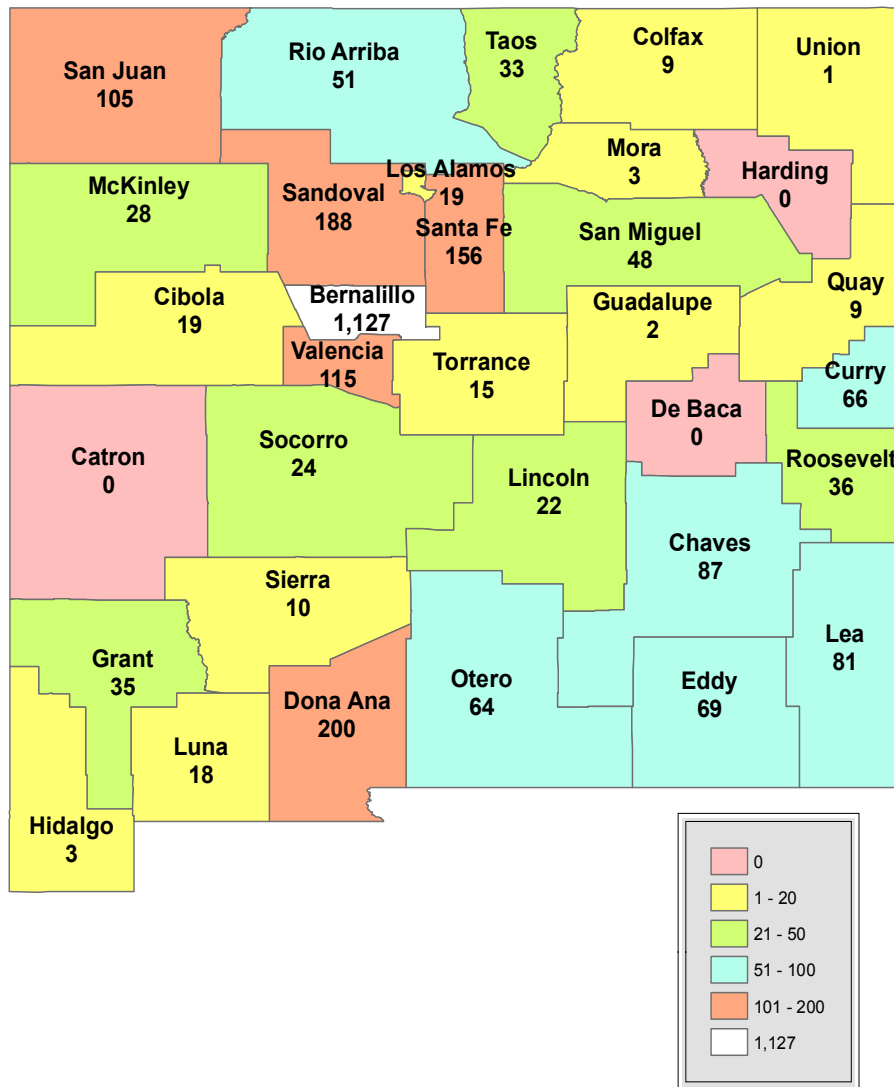 San Juan
105
Rio Arriba
51
Taos
33
Colfax
9
Union
1
McKinley
28
Sandoval
188
Los Alamos
19
Santa Fe
156
Mora
3
Harding
0
San Miguel
48
Cibola
19
Bernalillo
1,127
Valencia
115
Torrance
15
Guadalupe
2
Quay
9
Curry
66
Catron
0
Socorro
24
Lincoln
22
De Baca
0
Roosevelt
36
Chaves
87
Sierra
10
Grant
35
Dona Ana
200
Otero
64
Eddy
69
Lea
81
Luna
18
Hidalgo
3
0
1 - 20
21 - 50
51 - 100
101 - 200
1,127